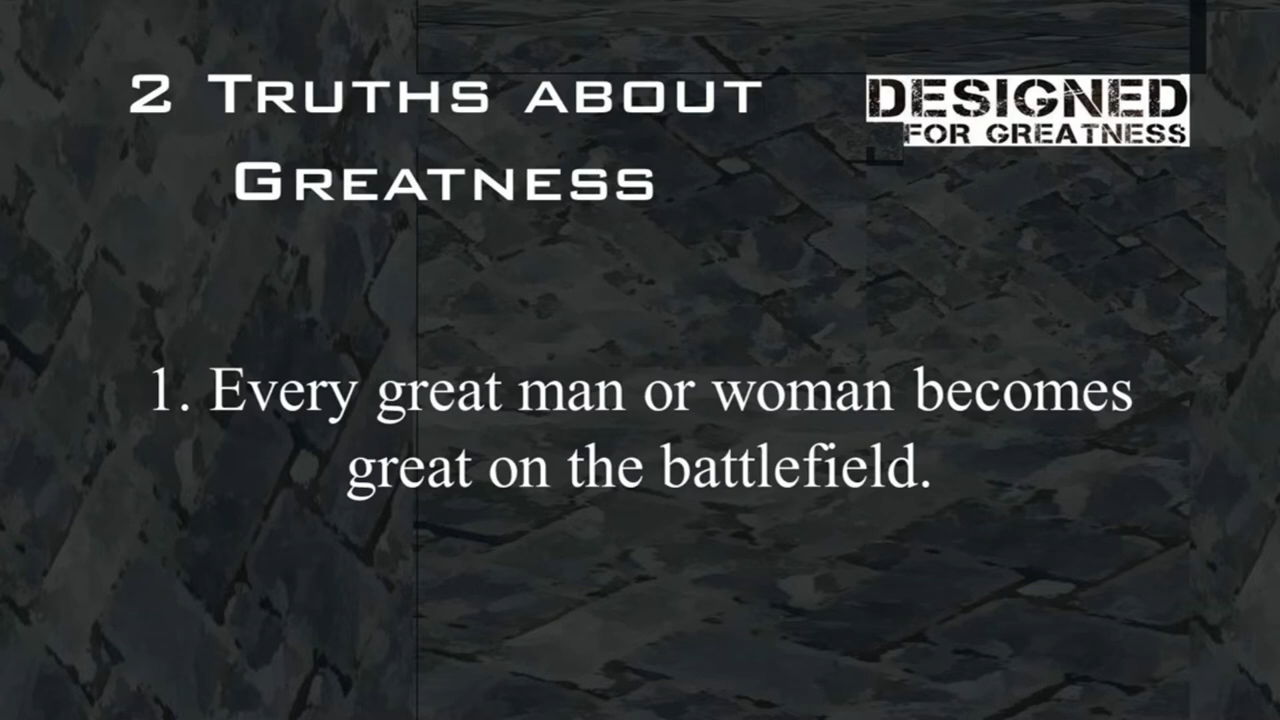 2 Truths about
Greatness
DESIGNED
FOR GREATNESS
1. Every great man or woman becomes
great on the battlefield.